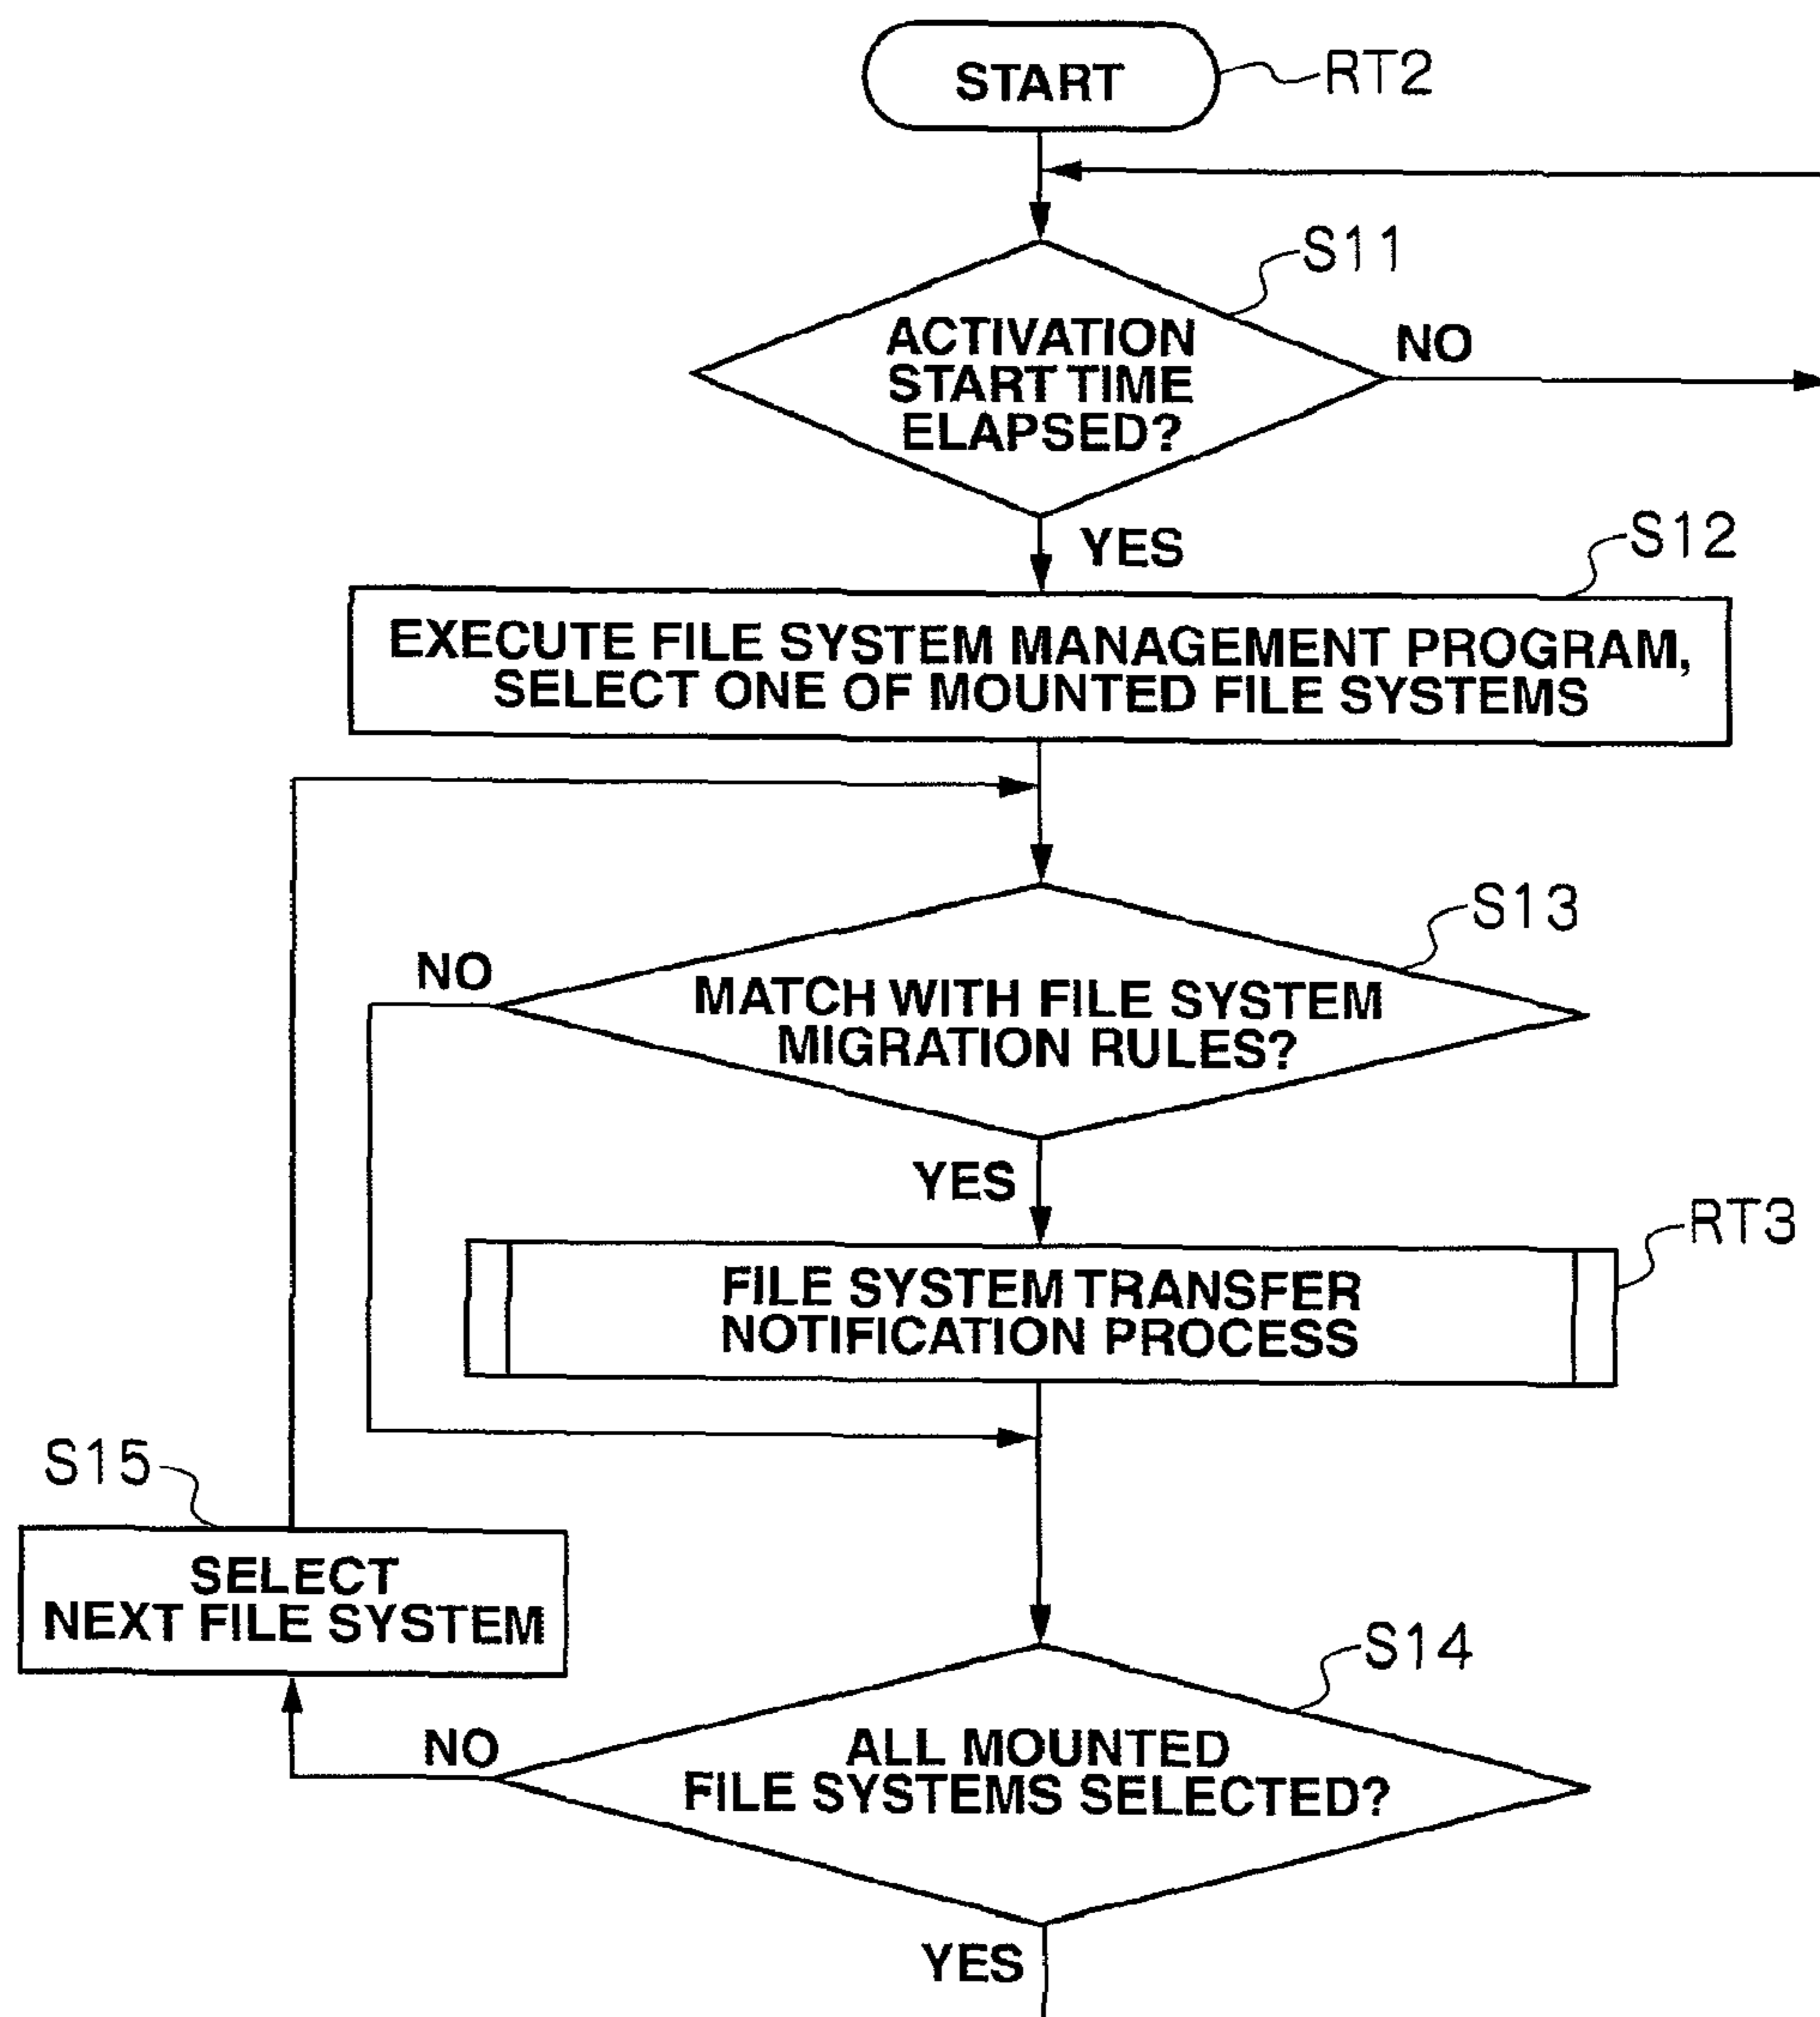 START
RT2
S11
ACTIVATION
START TIME
ELAPSED?
NO
YES
S12
EXECUTE FILE SYSTEM MANAGEMENT PROGRAM,
SELECT ONE OF MOUNTED FILE SYSTEMS
S13
NO
MATCH WITH FILE SYSTEM
MIGRATION RULES?
YES
RT3
FILE SYSTEM TRANSFER
NOTIFICATION PROCESS
S15
SELECT
NEXT FILE SYSTEM
S14
NO
ALL MOUNTED
FILE SYSTEMS SELECTED?
YES